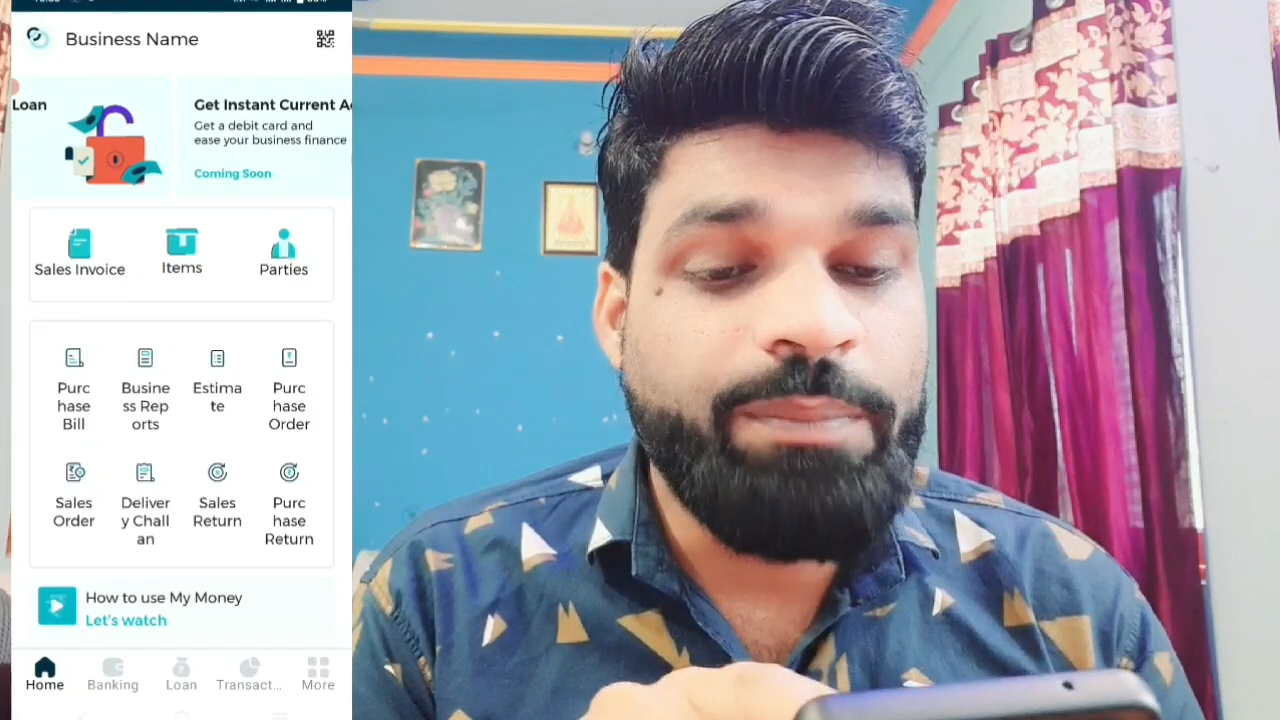 Business Name
Loan
Get Instant Current A
Get a debit card and
ease your business finance
Coming Soon
Sales Invoice
Items
Parties
Purc
hase
Bill
Busine
ss Rep
orts
Estima
te
Purc
hase
Order
Sales
Order
Deliver
y Chall
an
Sales
Return
Purc
hase
Return
How to use My Money
Let's watch
Home
Banking
Loan
Transact...
More